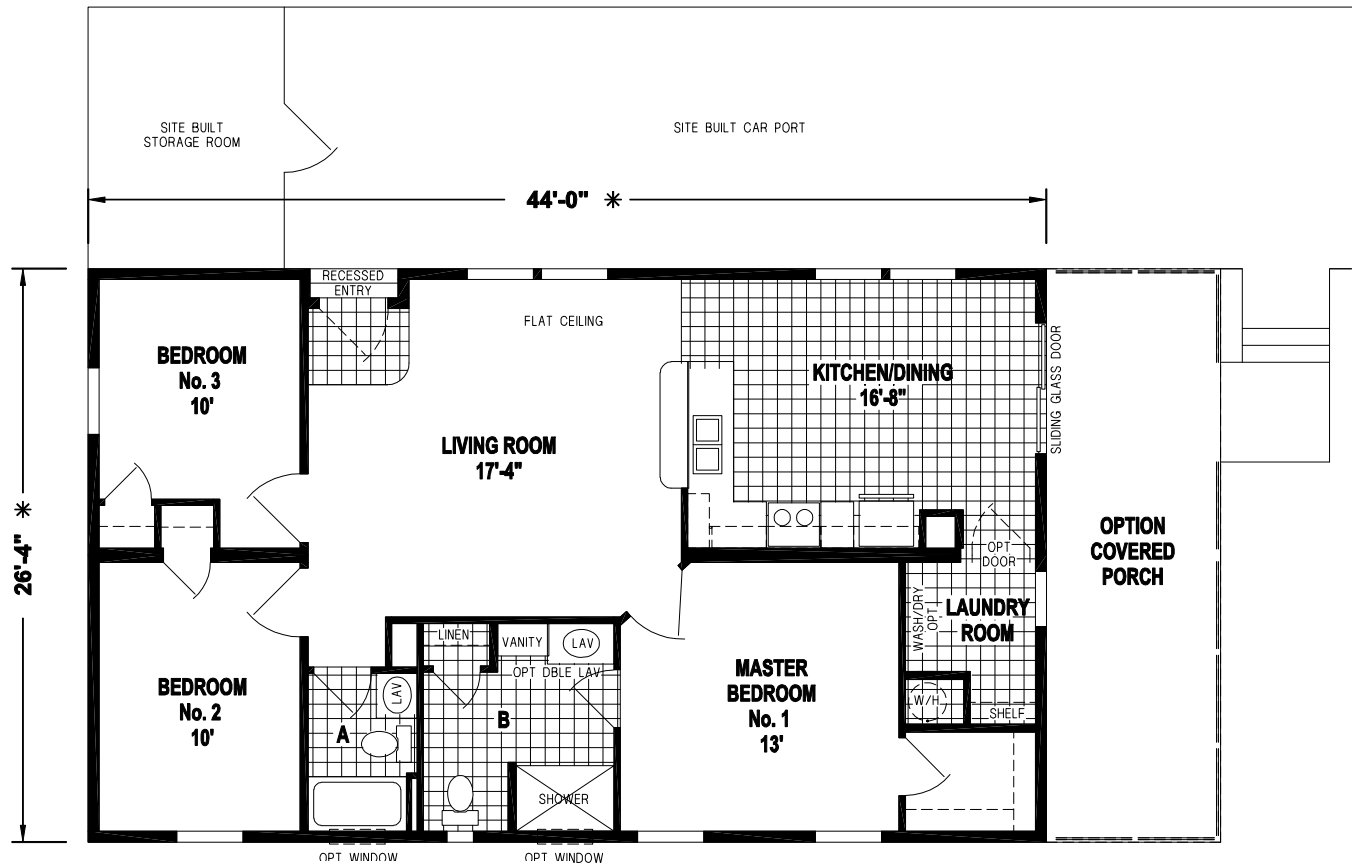 SITE BUILT
STORAGE ROOM
SITE BUILT CAR PORT
44'-0" *
RECESSED
ENTRY
FLAT CEILING
BEDROOM
No. 3
10'
KITCHEN/DINING
16'-8"
SLIDING GLASS DOOR
LIVING ROOM
17'-4"
26'-4" *
OPTION
COVERED
PORCH
OPT
DOOR
WASH/DRY
OPT
LAUNDRY
ROOM
LINEN
VANITY
LAV
OPT DBLE LAV
MASTER
BEDROOM
No. 1
13'
BEDROOM
No. 2
10'
LAV
A
B
W/H
SHELF
SHOWER
OPT WINDOW
OPT WINDOW